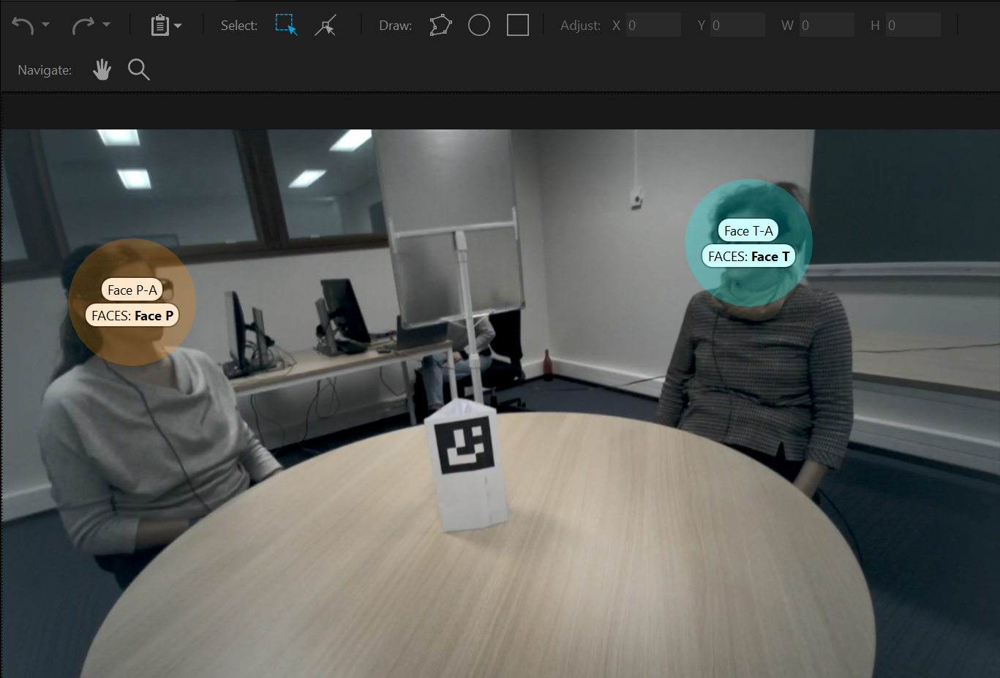 Select:
Draw:
Adjust: X 0 Y 0 W 0 H 0
Navigate:
Face T-A
FACES: Face T
Face P-A
FACES: Face P